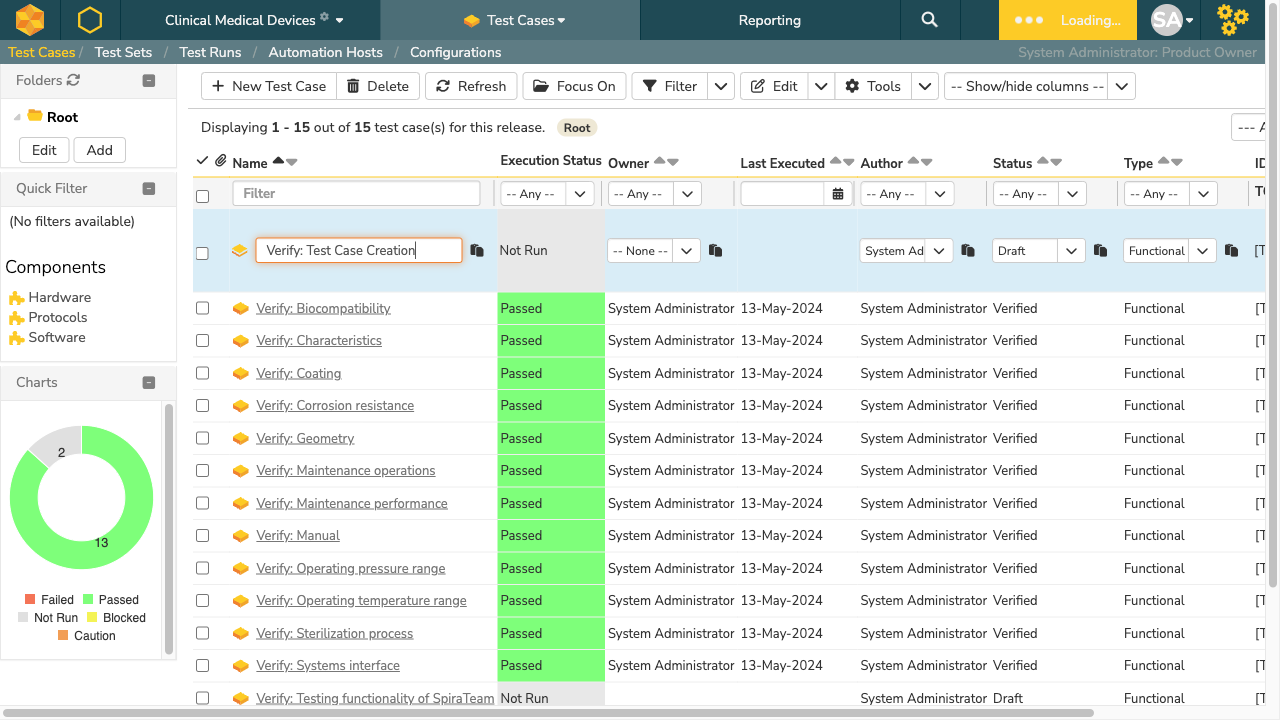 Clinical Medical Devices
Test Cases
Reporting
Loading...
SA
Test Cases / Test Sets / Test Runs / Automation Hosts / Configurations
System Administrator: Product Owner
Folders
Root
Edit Add
Quick Filter
(No filters available)
Components
Hardware
Protocols
Software
Charts
2
13
Failed Passed
Not Run Blocked
Caution
New Test Case Delete Refresh Focus On Filter Edit Tools -- Show/hide columns --
Displaying 1 - 15 out of 15 test case(s) for this release. Root
--- A
Name Execution Status Owner Last Executed Author Status Type ID
Filter -- Any -- -- Any -- -- Any -- -- Any -- -- Any --
Verify: Test Case Creation Not Run -- None -- System Ad Draft Functional [T
Verify: Biocompatibility Passed System Administrator 13-May-2024 System Administrator Verified Functional [T
Verify: Characteristics Passed System Administrator 13-May-2024 System Administrator Verified Functional [T
Verify: Coating Passed System Administrator 13-May-2024 System Administrator Verified Functional [T
Verify: Corrosion resistance Passed System Administrator 13-May-2024 System Administrator Verified Functional [T
Verify: Geometry Passed System Administrator 13-May-2024 System Administrator Verified Functional [T
Verify: Maintenance operations Passed System Administrator 13-May-2024 System Administrator Verified Functional [T
Verify: Maintenance performance Passed System Administrator 13-May-2024 System Administrator Verified Functional [T
Verify: Manual Passed System Administrator 13-May-2024 System Administrator Verified Functional [T
Verify: Operating pressure range Passed System Administrator 13-May-2024 System Administrator Verified Functional [T
Verify: Operating temperature range Passed System Administrator 13-May-2024 System Administrator Verified Functional [T
Verify: Sterilization process Passed System Administrator 13-May-2024 System Administrator Verified Functional [T
Verify: Systems interface Passed System Administrator 13-May-2024 System Administrator Verified Functional [T
Verify: Testing functionality of SpiraTeam Not Run System Administrator Draft Functional [T